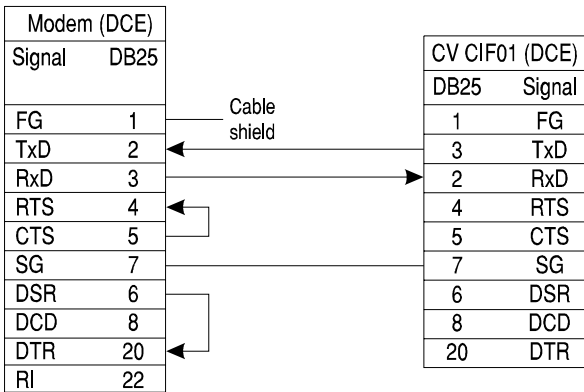 Modem (DCE)
Signal DB25
FG 1
TxD 2
RxD 3
RTS 4
CTS 5
SG 7
DSR 6
DCD 8
DTR 20
RI 22
Cable
shield
CV CIF01 (DCE)
DB25 Signal
1 FG
3 TxD
2 RxD
4 RTS
5 CTS
7 SG
6 DSR
8 DCD
20 DTR